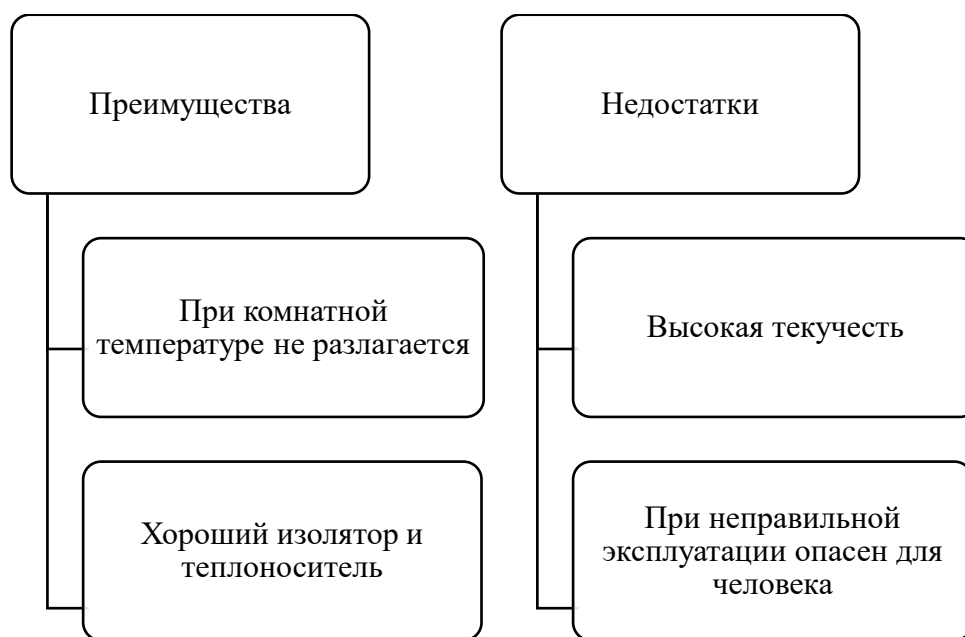 Преимущества
При комнатной
температуре не разлагается
Хороший изолятор и
теплоноситель
Недостатки
Высокая текучесть
При неправильной
эксплуатации опасен для
человека